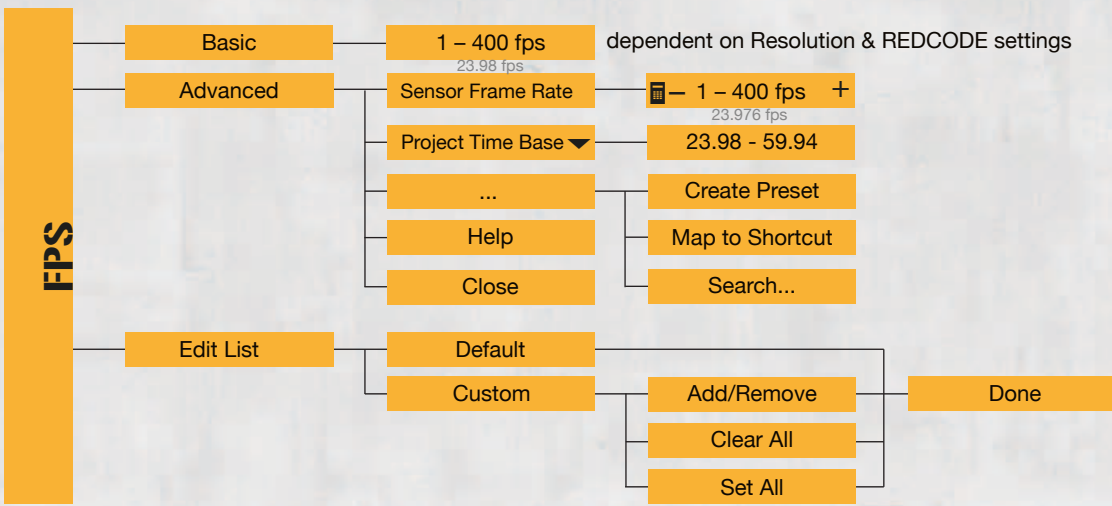 FPS
Basic
1 – 400 fps
dependent on Resolution & REDCODE settings
23.98 fps
Advanced
Sensor Frame Rate
– 1 – 400 fps +
23.976 fps
Project Time Base
23.98 - 59.94
...
Create Preset
Help
Map to Shortcut
Close
Search...
Edit List
Default
Custom
Add/Remove
Done
Clear All
Set All